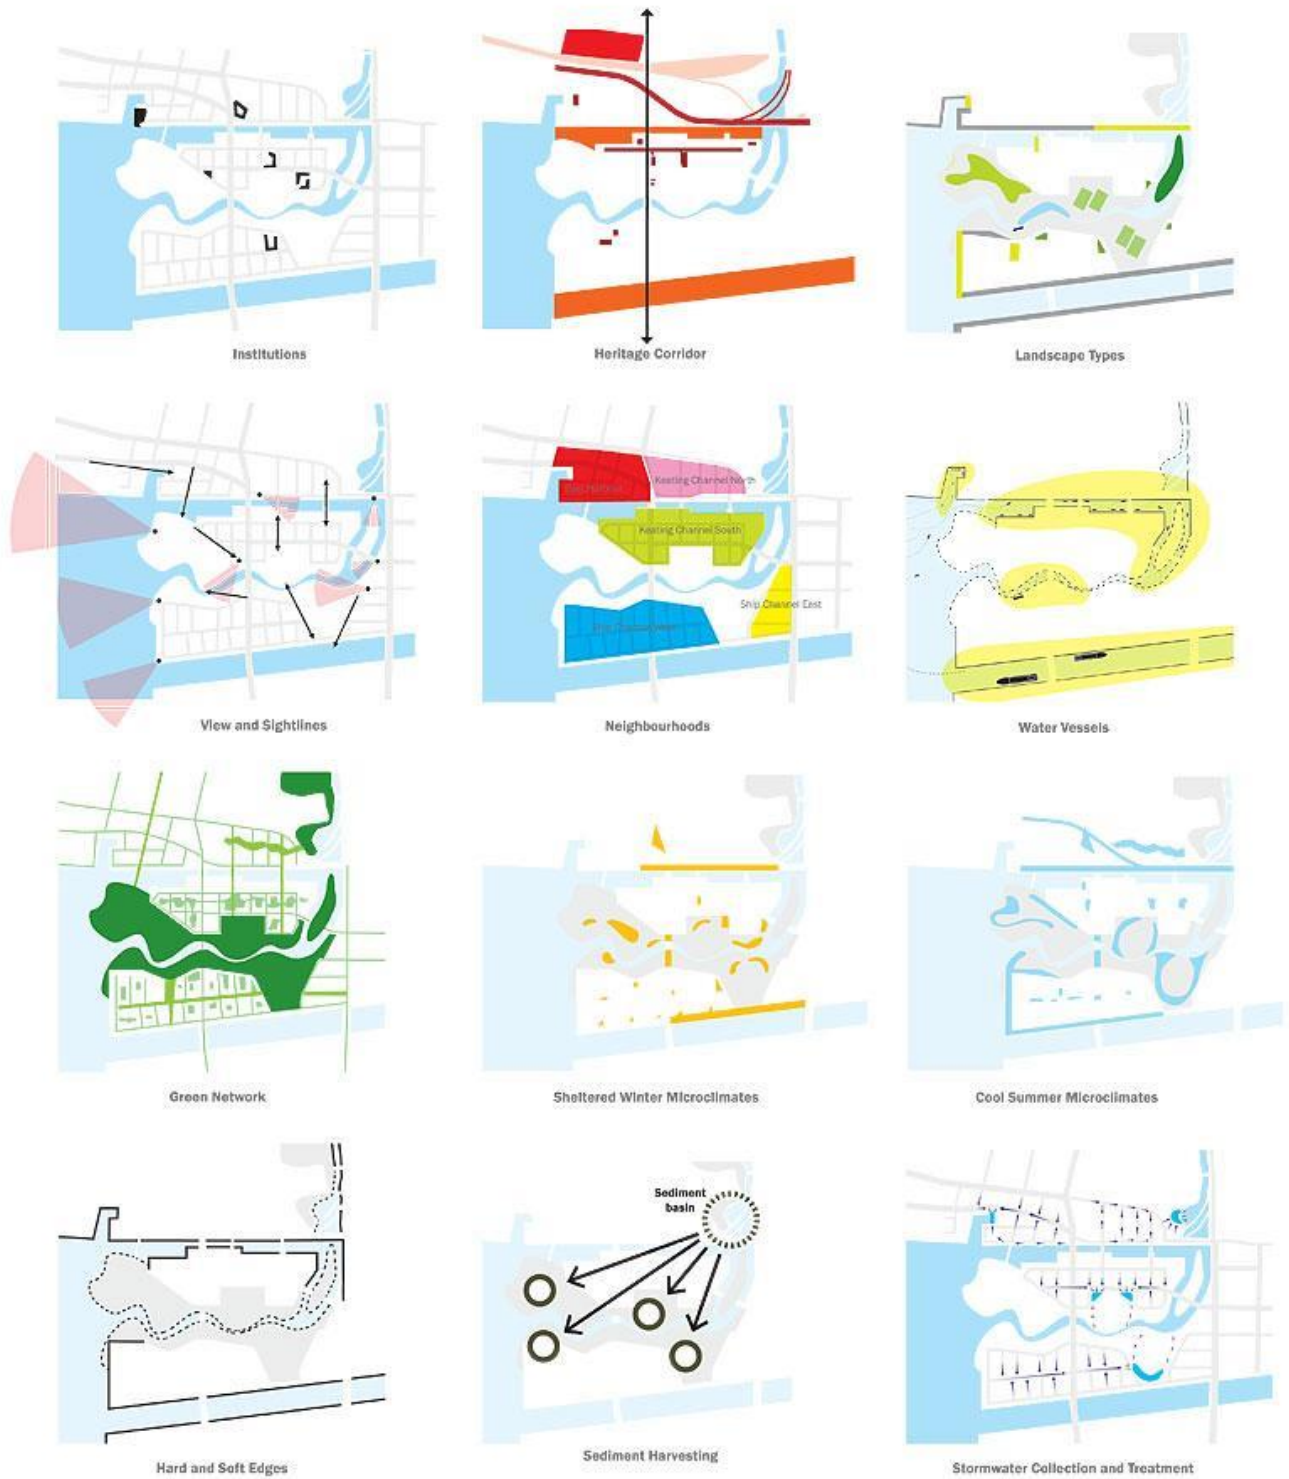 Institutions
Heritage Corridor
Landscape Types
Keating Channel North
Keating Channel South
Ship Channel East
View and Sightlines
Neighbourhoods
Water Vessels
Green Network
Sheltered Winter Microclimates
Cool Summer Microclimates
Sediment
basin
Hard and Soft Edges
Sediment Harvesting
Stormwater Collection and Treatment